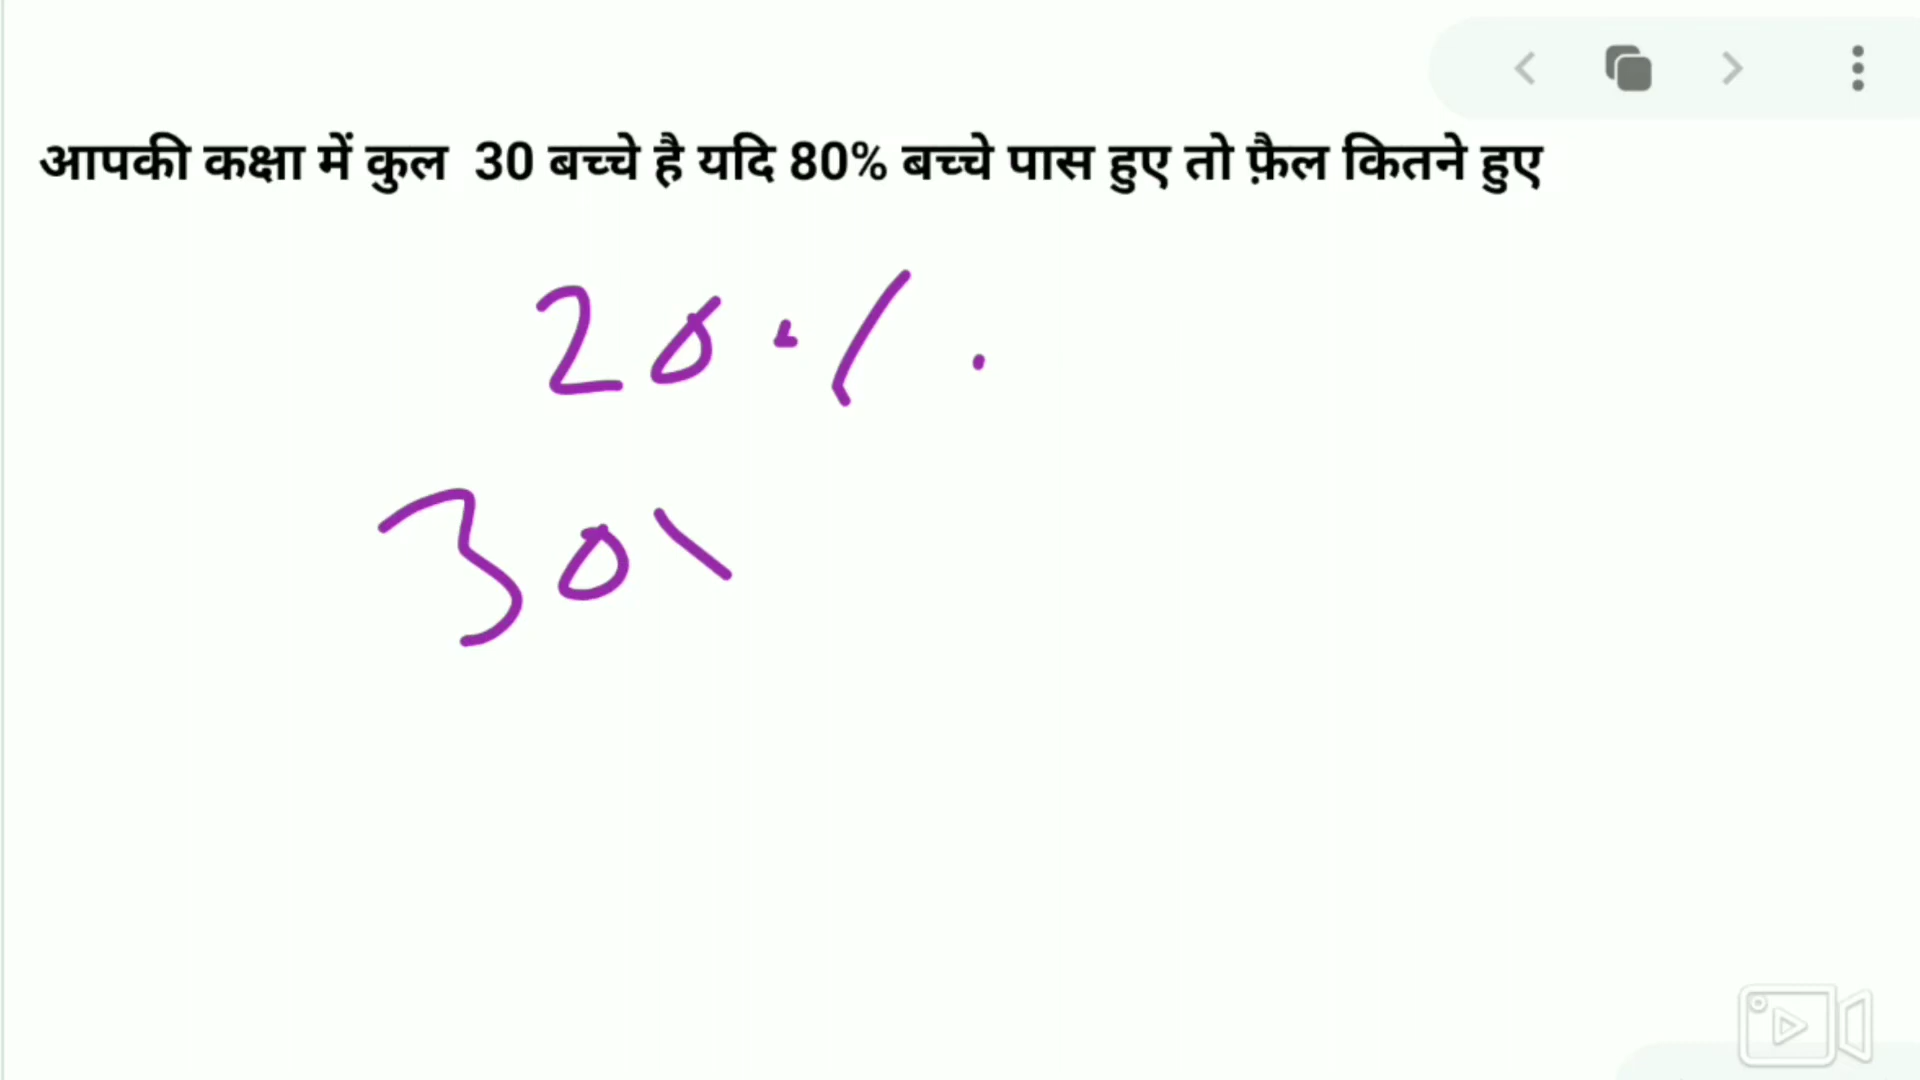 आपकी कक्षा में कुल 30 बच्चे है यदि 80% बच्चे पास हुए तो फ़ैल कितने हुए
20%
30